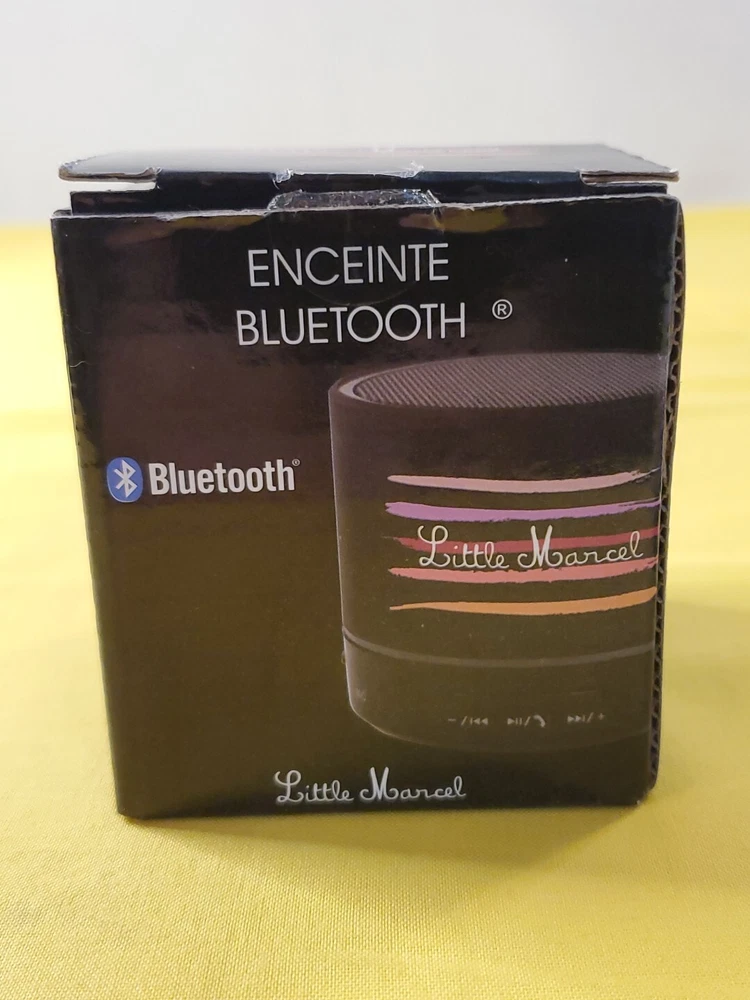 ENCEINTE
BLUETOOTH ®
Bluetooth®
Little Marcel
-/⏮ ⏯/📞 ⏭/+
Little Marcel